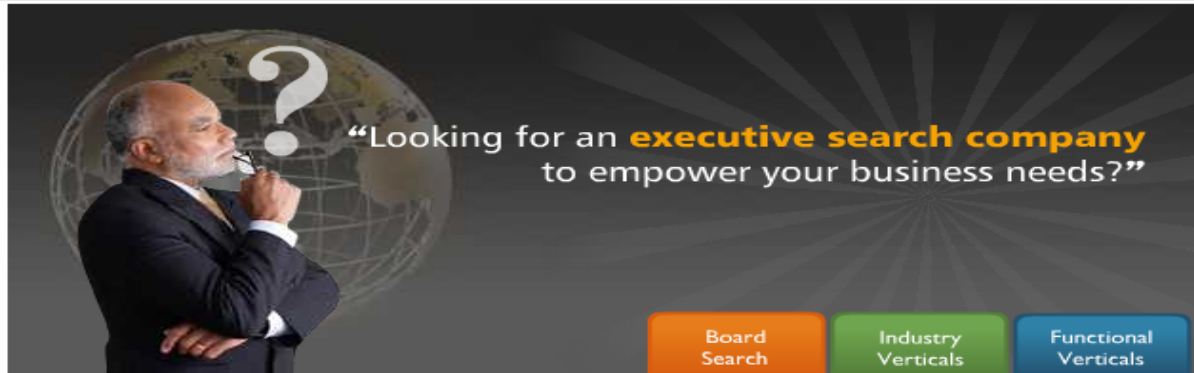 ?
“Looking for an executive search company
to empower your business needs?”
Board
Search
Industry
Verticals
Functional
Verticals